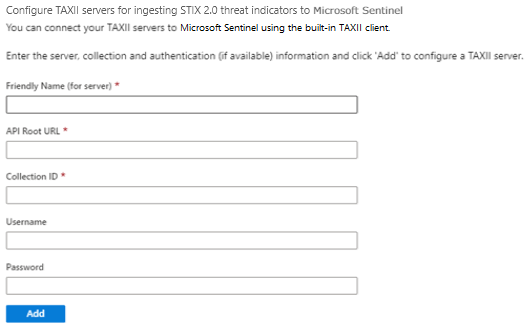 Configure TAXII servers for ingesting STIX 2.0 threat indicators to Microsoft Sentinel
You can connect your TAXII servers to Microsoft Sentinel using the built-in TAXII client.
Enter the server, collection and authentication (if available) information and click 'Add' to configure a TAXII server.
Friendly Name (for server) *
API Root URL *
Collection ID *
Username
Password
Add